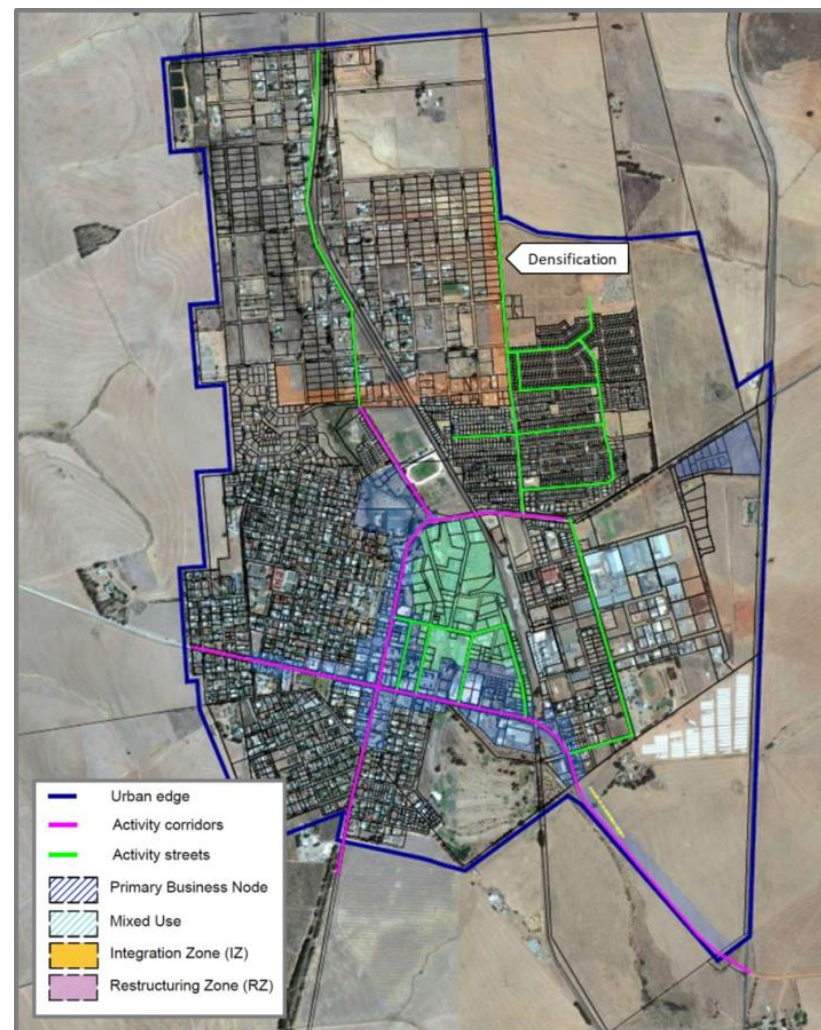 Densification
Urban edge
Activity corridors
Activity streets
Primary Business Node
Mixed Use
Integration Zone (IZ)
Restructuring Zone (RZ)